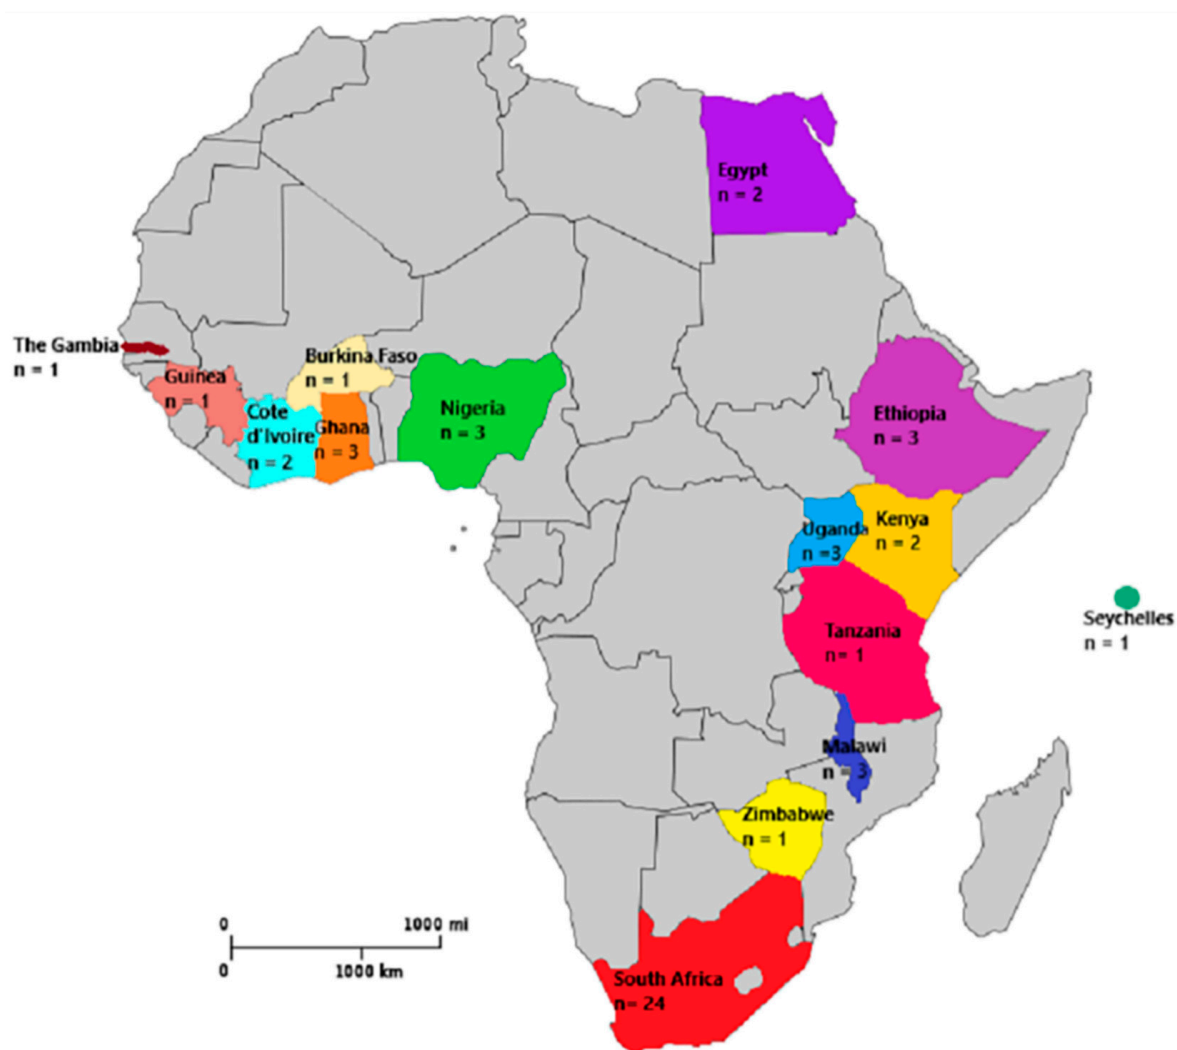 Egypt
n = 2
The Gambia
n = 1
Burkina Faso
n = 1
Guinea
n = 1
Cote
d'Ivoire
n = 2
Ghana
n = 3
Nigeria
n = 3
Ethiopia
n = 3
Uganda
n =3
Kenya
n = 2
Seychelles
n = 1
Tanzania
n= 1
Malawi
n = 3
Zimbabwe
n = 1
0 1000 mi
0 1000 km
South Africa
n= 24